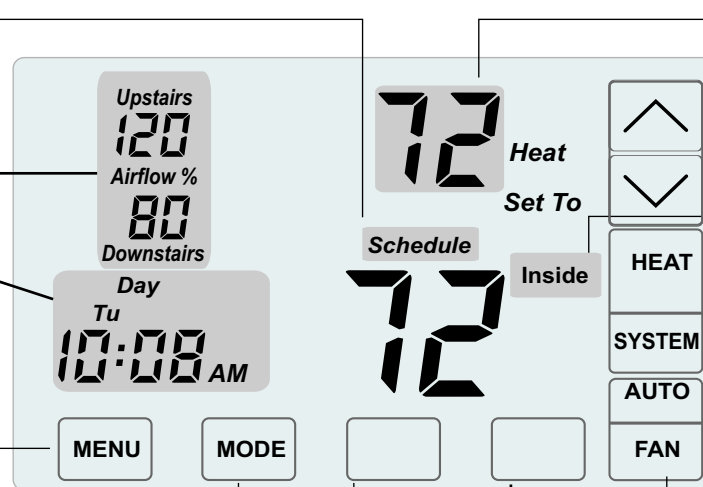 Upstairs
120
Airflow %
80
Downstairs
Day
Tu
10:08 AM
72
Heat
Set To
Schedule
72
Inside
HEAT
SYSTEM
AUTO
FAN
MENU
MODE